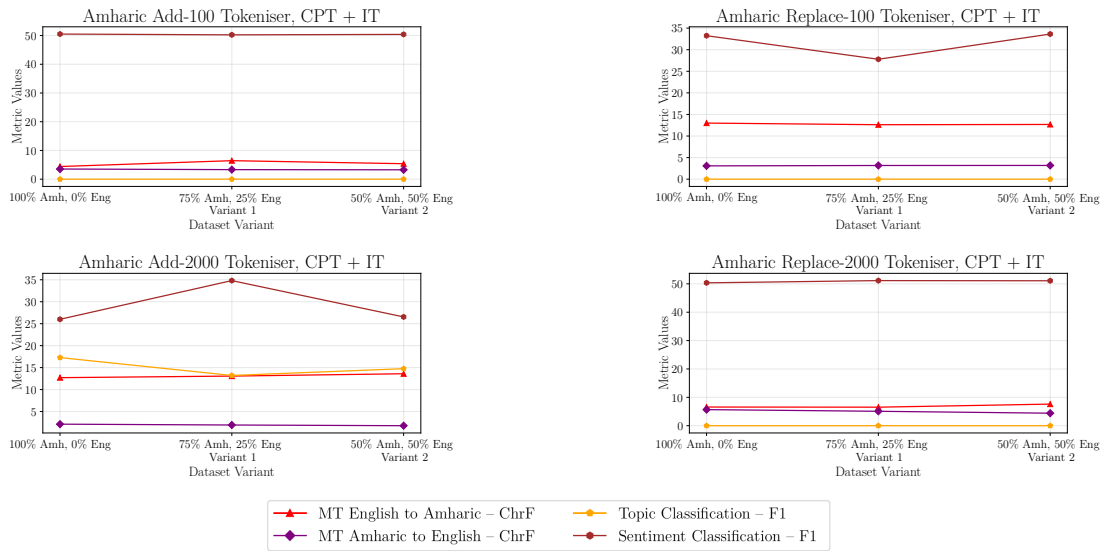 Amharic Add-100 Tokeniser, CPT + IT
Metric Values
50
40
30
20
10
0
100% Amh, 0% Eng
75% Amh, 25% Eng
Variant 1
50% Amh, 50% Eng
Variant 2
Dataset Variant
Amharic Replace-100 Tokeniser, CPT + IT
Metric Values
35
30
25
20
15
10
5
0
100% Amh, 0% Eng
75% Amh, 25% Eng
Variant 1
50% Amh, 50% Eng
Variant 2
Dataset Variant
Amharic Add-2000 Tokeniser, CPT + IT
Metric Values
35
30
25
20
15
10
5
100% Amh, 0% Eng
75% Amh, 25% Eng
Variant 1
50% Amh, 50% Eng
Variant 2
Dataset Variant
Amharic Replace-2000 Tokeniser, CPT + IT
Metric Values
50
40
30
20
10
0
100% Amh, 0% Eng
75% Amh, 25% Eng
Variant 1
50% Amh, 50% Eng
Variant 2
Dataset Variant
MT English to Amharic – ChrF
MT Amharic to English – ChrF
Topic Classification – F1
Sentiment Classification – F1